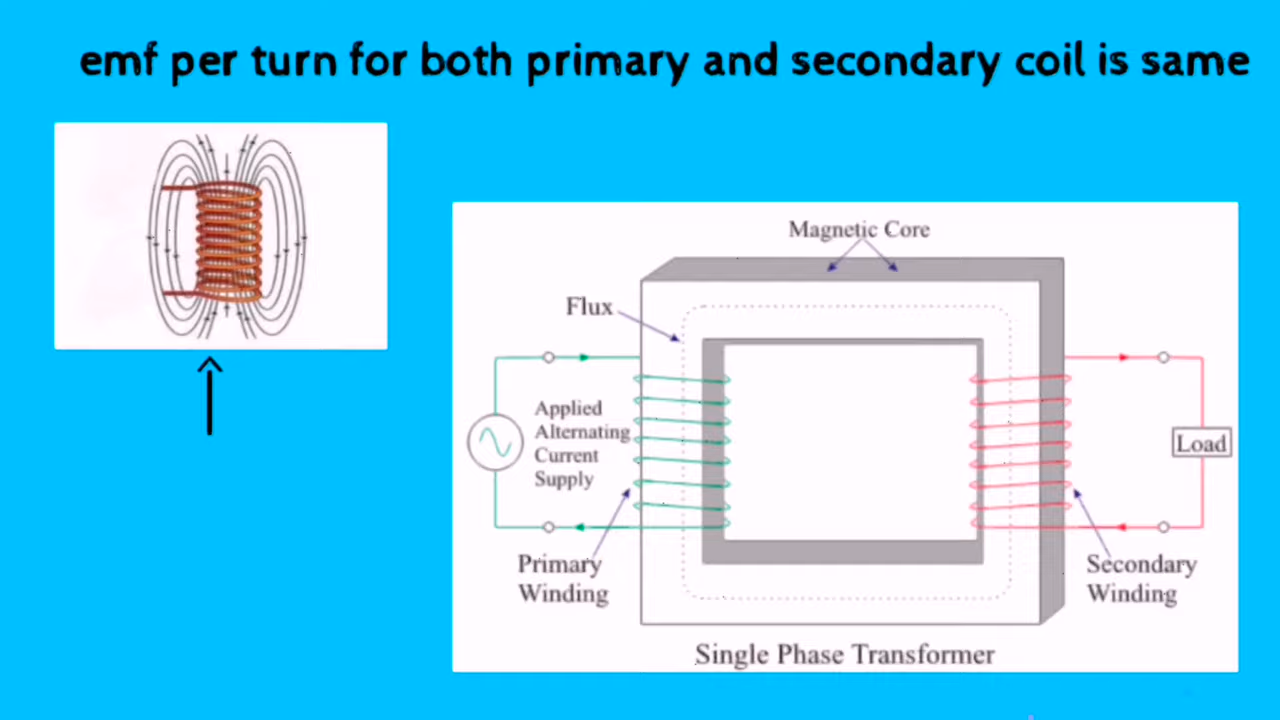 emf per turn for both primary and secondary coil is same
Magnetic Core
Flux
Applied
Alternating
Current
Supply
Load
Primary
Winding
Secondary
Winding
Single Phase Transformer